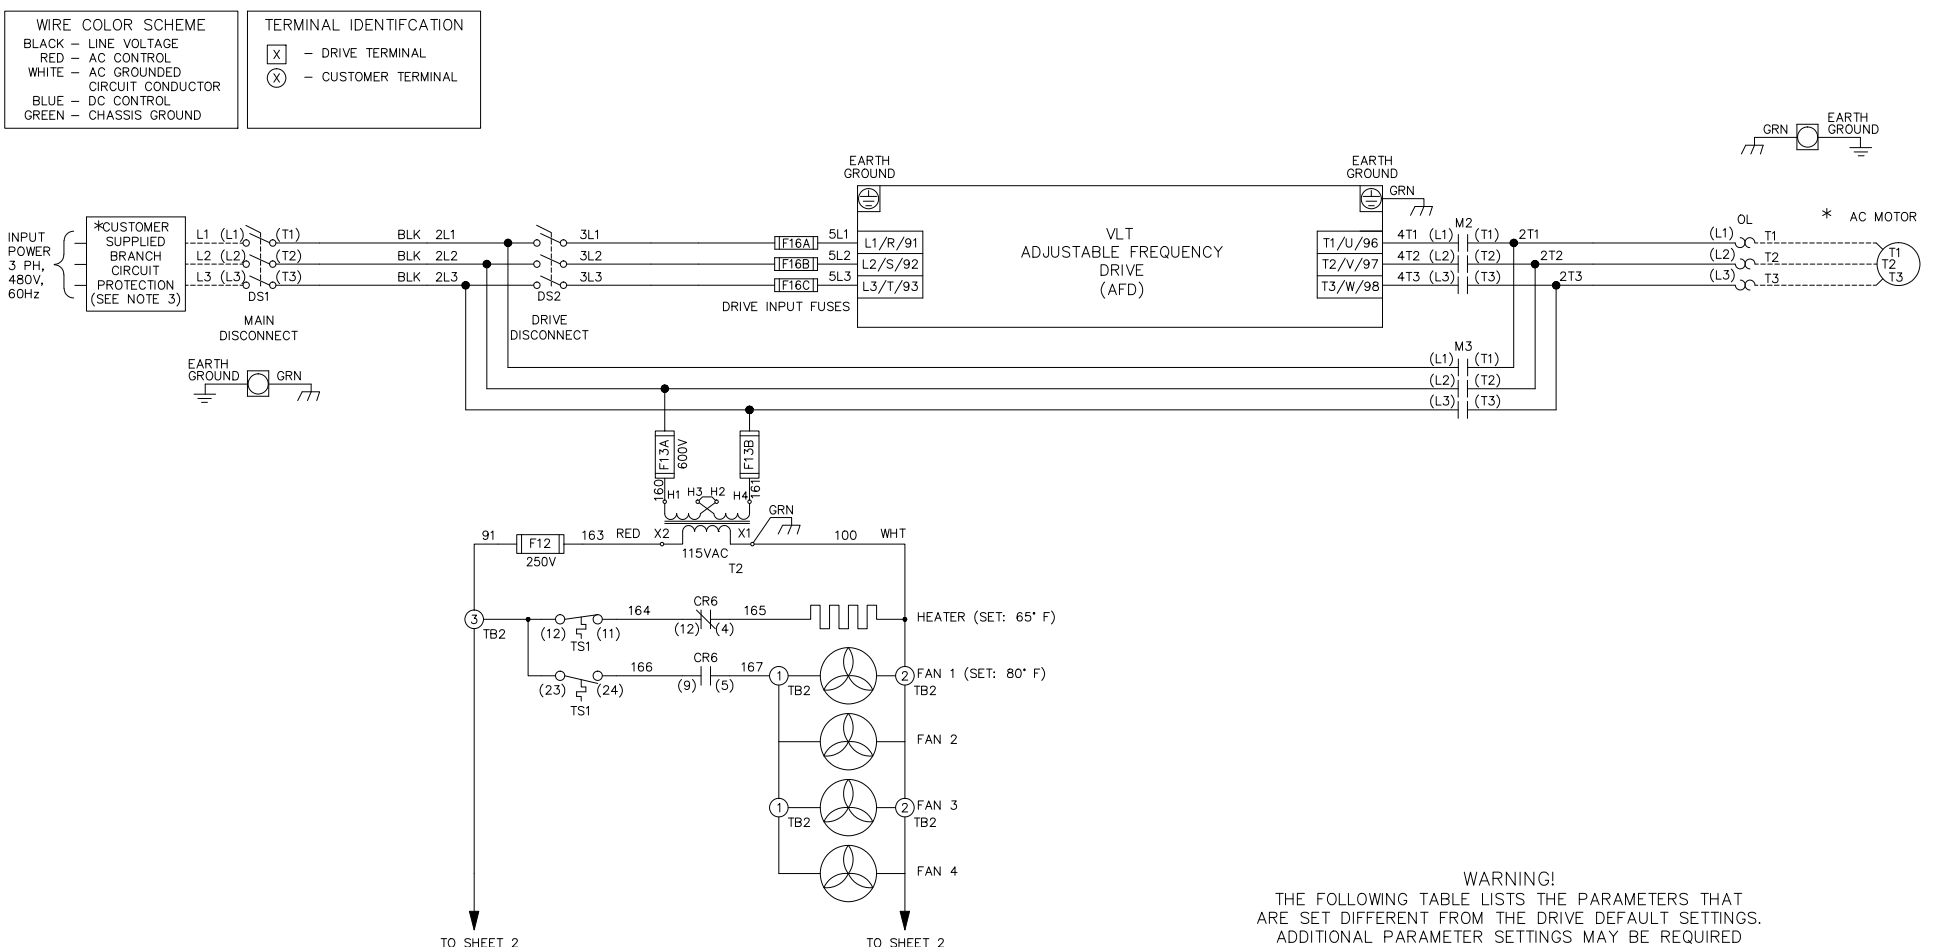 WIRE COLOR SCHEME
BLACK – LINE VOLTAGE
RED – AC CONTROL
WHITE – AC GROUNDED
CIRCUIT CONDUCTOR
BLUE – DC CONTROL
GREEN – CHASSIS GROUND
TERMINAL IDENTIFCATION
X – DRIVE TERMINAL
X – CUSTOMER TERMINAL
INPUT
POWER
3 PH,
480V,
60Hz
*CUSTOMER
SUPPLIED
BRANCH
CIRCUIT
PROTECTION
(SEE NOTE 3)
L1 (L1) (T1) BLK 2L1 3L1 F16A 5L1 L1/R/91
L2 (L2) (T2) BLK 2L2 3L2 F16B 5L2 L2/S/92
L3 (L3) (T3) BLK 2L3 3L3 F16C 5L3 L3/T/93
DS1
MAIN
DISCONNECT
DS2
DRIVE
DISCONNECT
DRIVE INPUT FUSES
EARTH
GROUND
GRN
EARTH
GROUND
VLT
ADJUSTABLE FREQUENCY
DRIVE
(AFD)
EARTH
GROUND
GRN
M2
T1/U/96 4T1 (L1) (T1) 2T1
T2/V/97 4T2 (L2) (T2) 2T2
T3/W/98 4T3 (L3) (T3) 2T3
GRN
EARTH
GROUND
OL
* AC MOTOR
(L1) T1
(L2) T2
(L3) T3
T1
T2
T3
M3
(L1) (T1)
(L2) (T2)
(L3) (T3)
F13A
600V
F13B
160
161
H1 H3 H2 H4
GRN
91 F12 163 RED X2 X1 100 WHT
250V
115VAC
T2
3
TB2
(12) (11)
TS1
164
CR6
(12) (4)
165
HEATER (SET: 65° F)
(23) (24)
TS1
166
CR6
(9) (5)
167
1
TB2
2
TB2
FAN 1 (SET: 80° F)
FAN 2
1
TB2
2
TB2
FAN 3
FAN 4
TO SHEET 2
TO SHEET 2
WARNING!
THE FOLLOWING TABLE LISTS THE PARAMETERS THAT
ARE SET DIFFERENT FROM THE DRIVE DEFAULT SETTINGS.
ADDITIONAL PARAMETER SETTINGS MAY BE REQUIRED